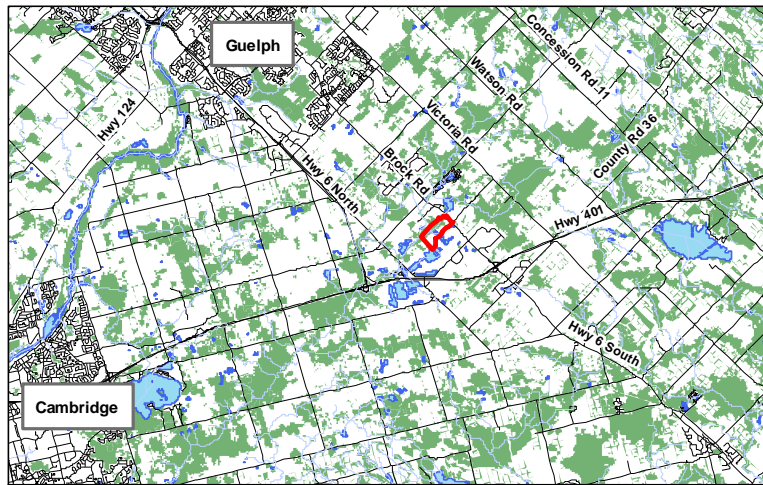 Guelph
Concession Rd 11
Watson Rd
Hwy 124
Victoria Rd
County Rd 36
Brock Rd
Hwy 6 North
Hwy 401
Hwy 6 South
Cambridge